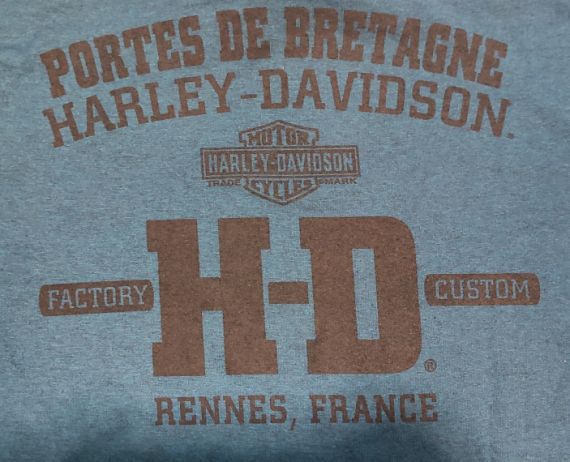 PORTES DE BRETAGNE
HARLEY-DAVIDSON.
MOTOR
HARLEY-DAVIDSON
TRADE MARK
CYCLES
H-D®
FACTORY CUSTOM
RENNES, FRANCE